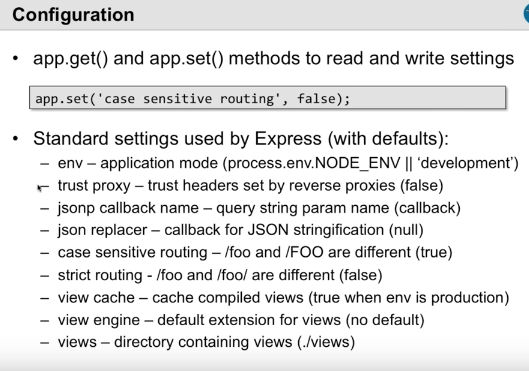 Configuration
• app.get() and app.set() methods to read and write settings
app.set('case sensitive routing', false);
• Standard settings used by Express (with defaults):
– env – application mode (process.env.NODE_ENV || ‘development’)
– trust proxy – trust headers set by reverse proxies (false)
– jsonp callback name – query string param name (callback)
– json replacer – callback for JSON stringification (null)
– case sensitive routing – /foo and /FOO are different (true)
– strict routing - /foo and /foo/ are different (false)
– view cache – cache compiled views (true when env is production)
– view engine – default extension for views (no default)
– views – directory containing views (./views)